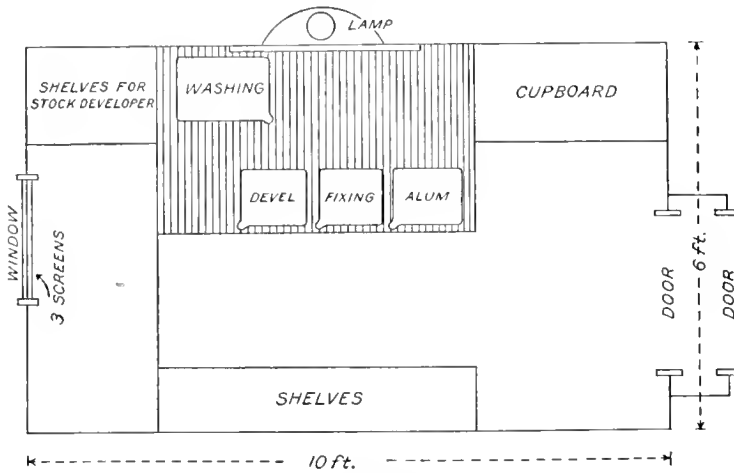 LAMP
SHELVES FOR
STOCK DEVELOPER
WASHING
CUPBOARD
DEVEL
FIXING
ALUM
WINDOW
3 SCREENS
DOOR
6 ft.
DOOR
SHELVES
10 ft.